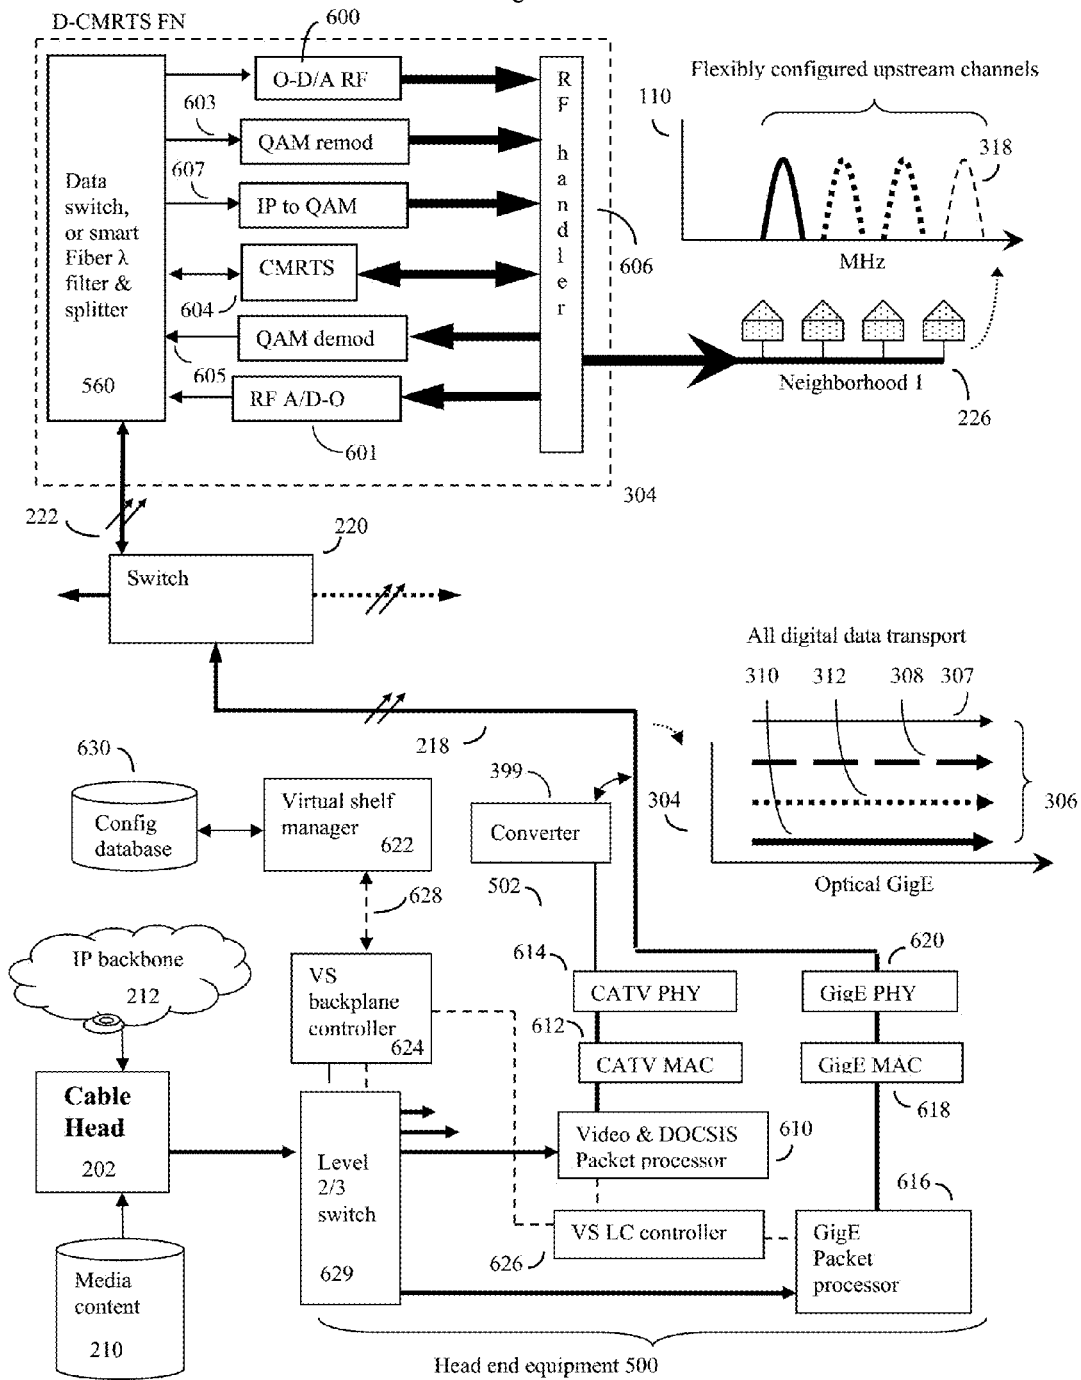 D-CMRTS FN
600
O-D/A RF
603
QAM remod
607
IP to QAM
CMRTS
604
QAM demod
605
RF A/D-O
601
Data
switch,
or smart
Fiber λ
filter &
splitter
560
RF handler
606
304
Flexibly configured upstream channels
110
318
MHz
Neighborhood 1
226
222
220
Switch
218
All digital data transport
310
312
308
307
304
306
Optical GigE
630
Config
database
Virtual shelf
manager
622
628
399
Converter
502
IP backbone
212
VS
backplane
controller
624
614
CATV PHY
612
CATV MAC
620
GigE PHY
GigE MAC
618
Cable
Head
202
Level
2/3
switch
629
Video & DOCSIS
Packet processor
610
VS LC controller
626
616
GigE
Packet
processor
Media
content
210
Head end equipment 500